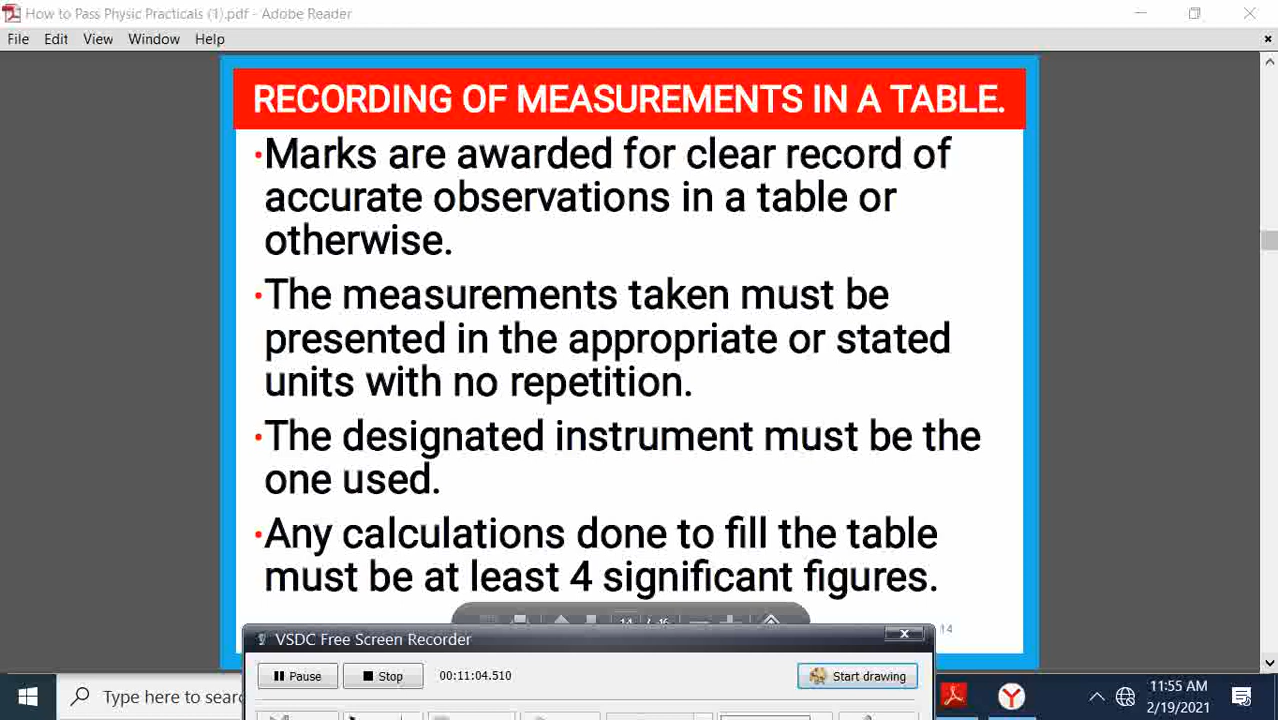 How to Pass Physic Practicals (1).pdf - Adobe Reader
File Edit View Window Help
RECORDING OF MEASUREMENTS IN A TABLE.
•Marks are awarded for clear record of
accurate observations in a table or
otherwise.
•The measurements taken must be
presented in the appropriate or stated
units with no repetition.
•The designated instrument must be the
one used.
•Any calculations done to fill the table
must be at least 4 significant figures.
14
VSDC Free Screen Recorder
Pause Stop 00:11:04.510 Start drawing
Type here to
11:55 AM
2/19/2021